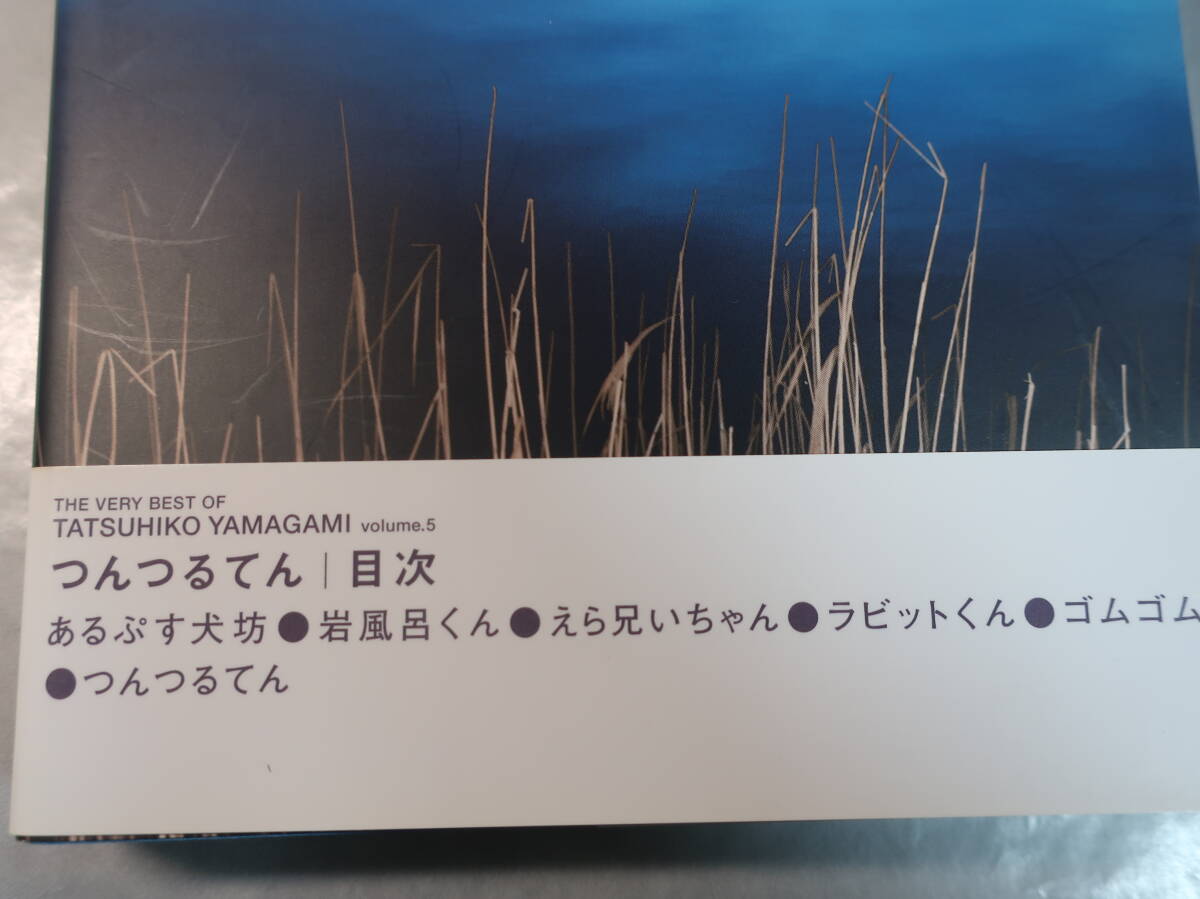 THE VERY BEST OF
TATSUHIKO YAMAGAMI volume.5
つんつるてん｜目次
あるぷす犬坊●岩風呂くん●えら兄いちゃん●ラビットくん●ゴムゴム
●つんつるてん